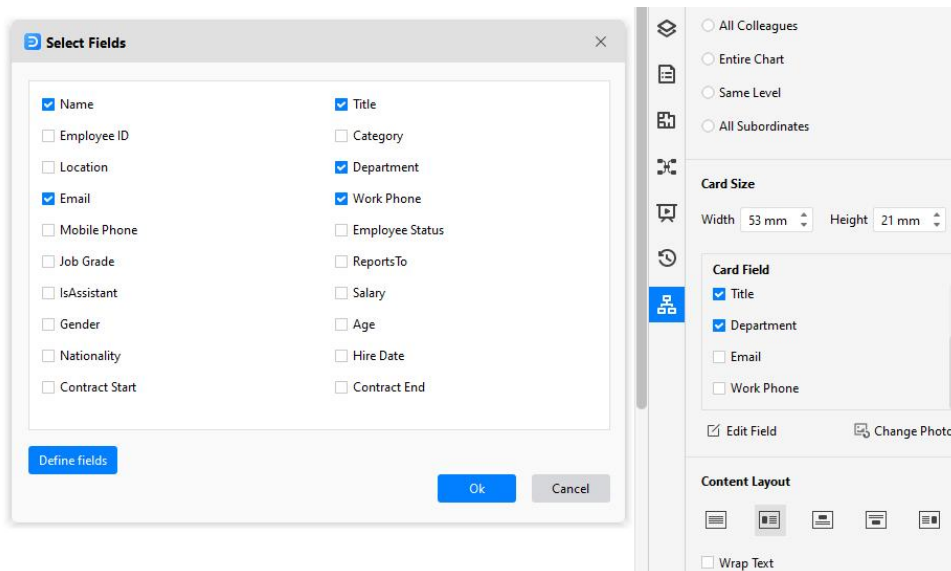 Select Fields
Name
Title
Employee ID
Category
Location
Department
Email
Work Phone
Mobile Phone
Employee Status
Job Grade
ReportsTo
IsAssistant
Salary
Gender
Age
Nationality
Hire Date
Contract Start
Contract End
Define fields
Ok
Cancel
All Colleagues
Entire Chart
Same Level
All Subordinates
Card Size
Width 53 mm Height 21 mm
Card Field
Title
Department
Email
Work Phone
Edit Field Change Photo
Content Layout
Wrap Text